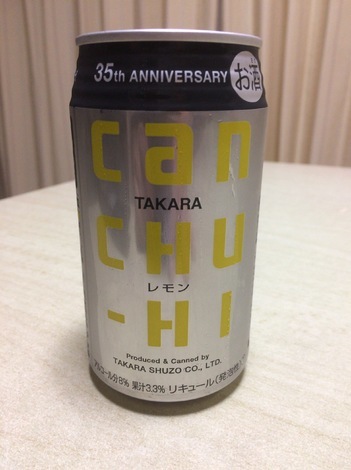 35th ANNIVERSARY
お酒
can
TAKARA
CHU
レモン
-HI
Produced & Canned by
TAKARA SHUZO CO., LTD.
アルコール分8% 果汁3.3% リキュール(発泡性)